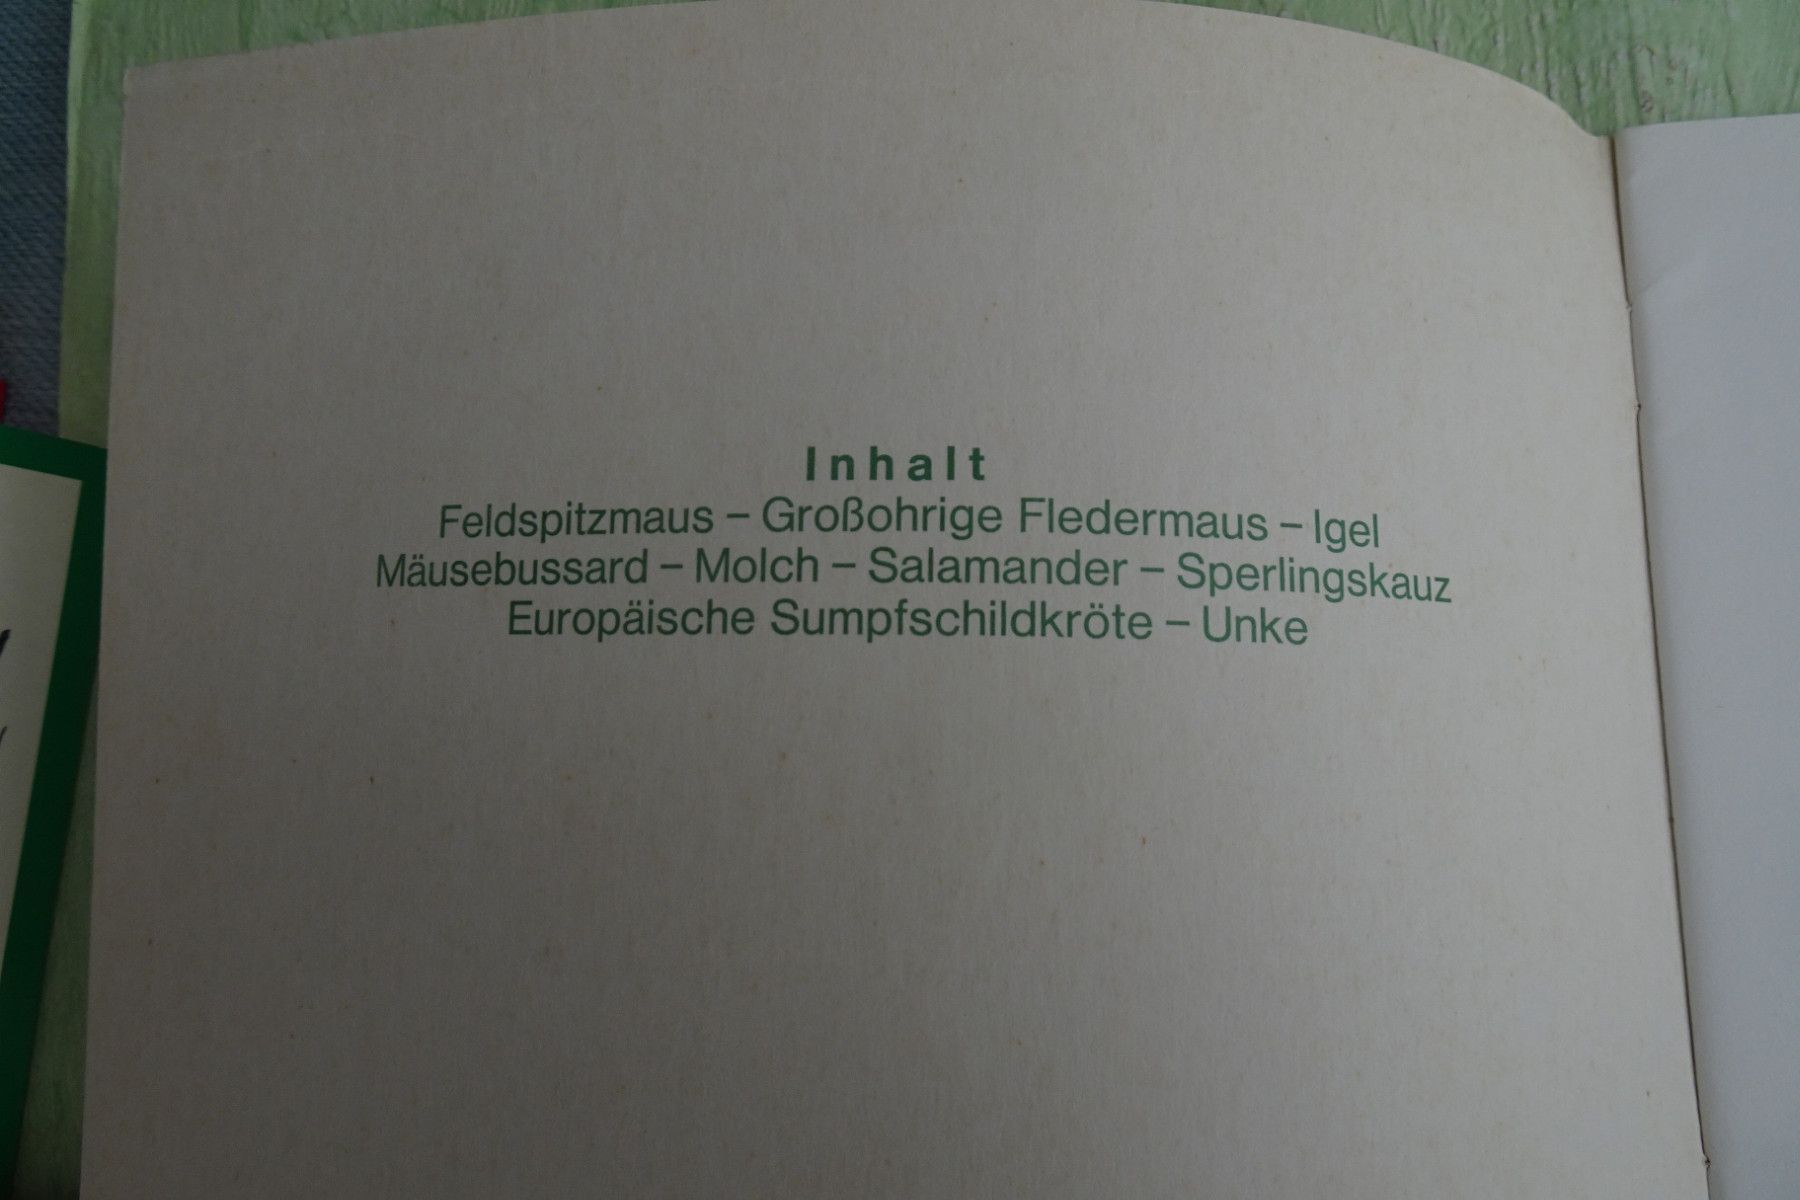 Inhalt
Feldspitzmaus – Großohrige Fledermaus – Igel
Mäusebussard – Molch – Salamander – Sperlingskauz
Europäische Sumpfschildkröte – Unke